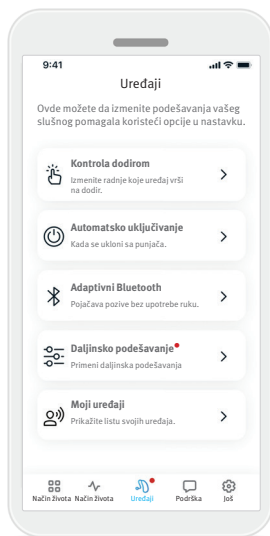 9:41
Uređaji
Ovde možete da izmenite podešavanja vašeg
slušnog pomagala koristeći opcije u nastavku.
Kontrola dodirom
Izmenite radnje koje uređaj vrši
na dodir.
Automatsko uključivanje
Kada se ukloni sa punjača.
Adaptivni Bluetooth
Pojačava pozive bez upotrebe ruku.
Daljinsko podešavanje
Primeni daljinska podešavanja
Moji uređaji
Prikažite listu svojih uređaja.
Način života Način života Uređaji Podrška Još